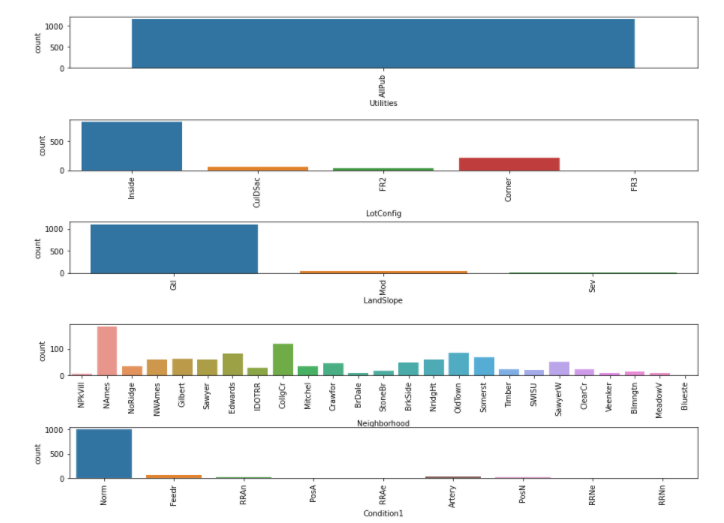 1000
500
0
count
AllPub
Utilities
500
0
count
Inside
CulDSac
FR2
Corner
FR3
LotConfig
1000
500
0
count
Gtl
Mod
Sev
LandSlope
100
0
count
NPkVill
NAmes
NoRidge
NWAmes
Gilbert
Sawyer
Edwards
IDOTRR
CollgCr
Mitchel
Crawfor
BrDale
StoneBr
BrkSide
NridgHt
OldTown
Somerst
Timber
SWISU
SawyerW
ClearCr
Veenker
Blmngtn
MeadowV
Blueste
Neighborhood
1000
500
0
count
Norm
Feedr
RRAn
PosA
RRAe
Artery
PosN
RRNe
RRNn
Condition1